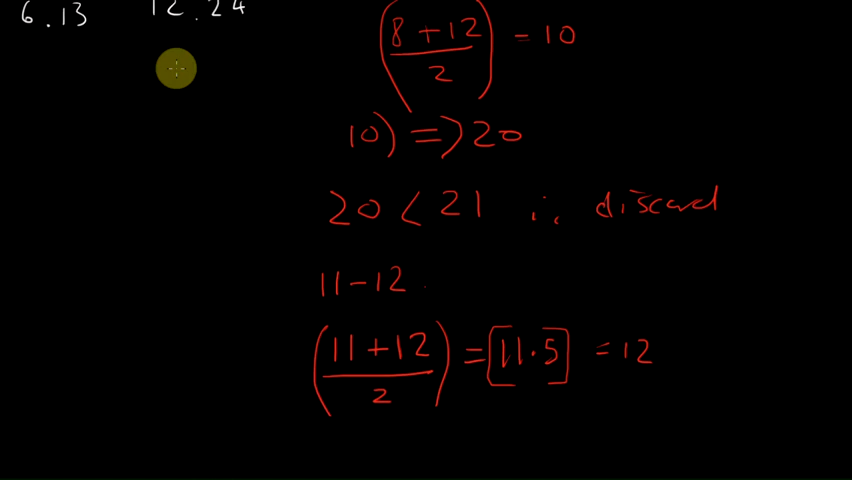 6.13 12.24
(8+12/2) = 10
10) => 20
20 < 21 ∴ discard
11-12
(11+12/2) = [11.5] = 12